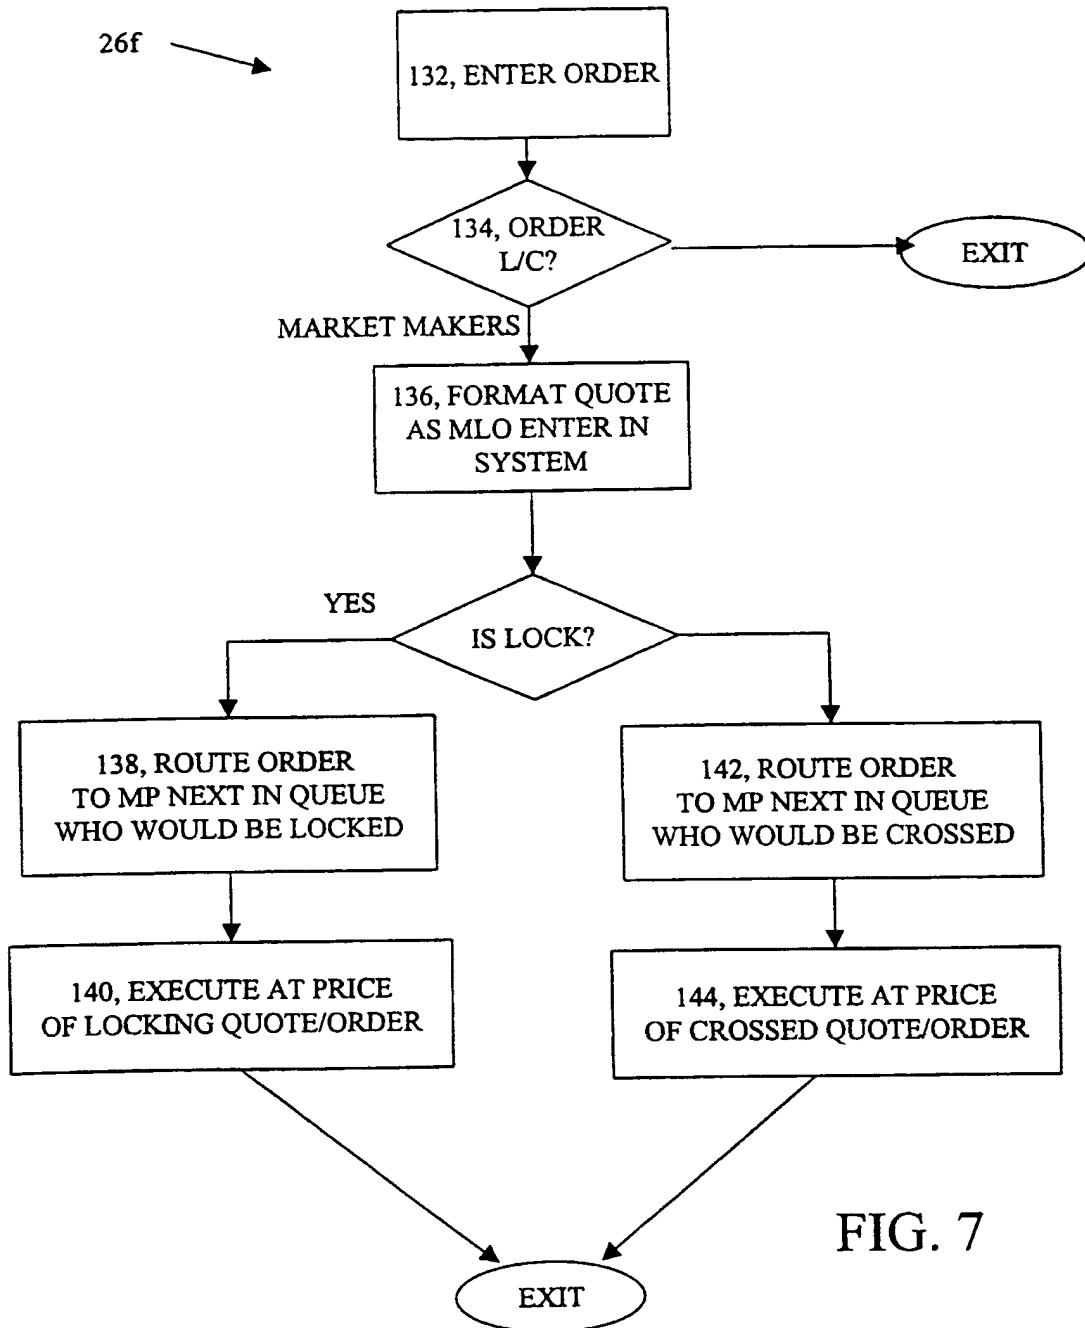 26f
132, ENTER ORDER
134, ORDER
L/C?
EXIT
MARKET MAKERS
136, FORMAT QUOTE
AS MLO ENTER IN
SYSTEM
YES
IS LOCK?
138, ROUTE ORDER
TO MP NEXT IN QUEUE
WHO WOULD BE LOCKED
142, ROUTE ORDER
TO MP NEXT IN QUEUE
WHO WOULD BE CROSSED
140, EXECUTE AT PRICE
OF LOCKING QUOTE/ORDER
144, EXECUTE AT PRICE
OF CROSSED QUOTE/ORDER
FIG. 7
EXIT